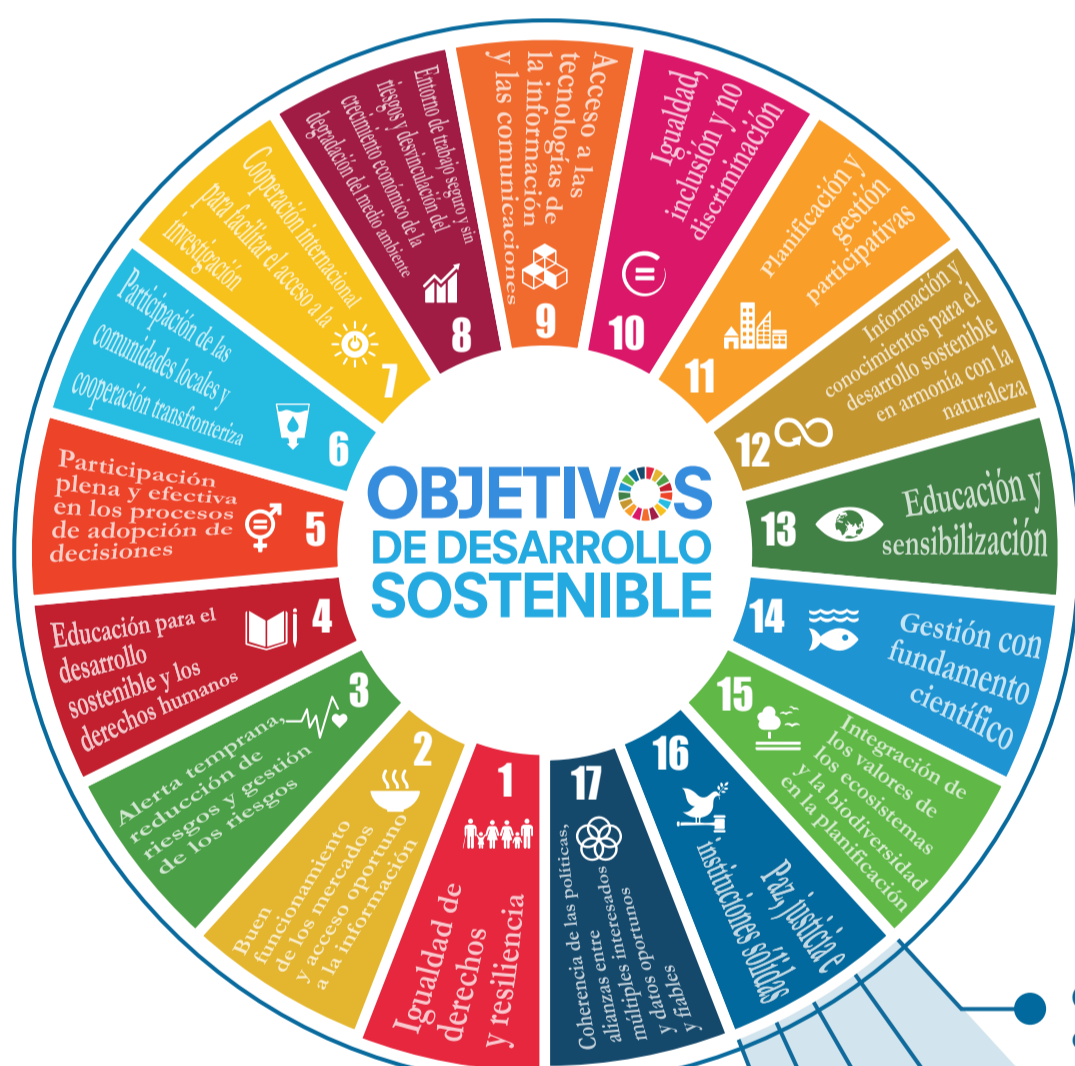 OBJETIVOS
DE DESARROLLO
SOSTENIBLE
1
Igualdad de
derechos
y resiliencia
2
Buen
funcionamiento
de los mercados
y acceso oportuno
a la información
3
Alerta temprana,
reducción de
riesgos y gestión
de los riesgos
4
Educación para el
desarrollo
sostenible y los
derechos humanos
5
Participación
plena y efectiva
en los procesos
de adopción de
decisiones
6
Participación de las
comunidades locales y
cooperación transfronteriza
7
Cooperación internacional
para facilitar el acceso a la
investigación
8
Entorno de trabajo seguro y sin
riesgos y desvinculación del
crecimiento económico de la
degradación del medio ambiente
9
Acceso a las
tecnologías de
la información
y las comunicaciones
10
Igualdad,
inclusión y no
discriminación
11
Planificación y
gestión
participativas
12
Información y
conocimientos para el
desarrollo sostenible
en armonía con la
naturaleza
13
Educación y
sensibilización
14
Gestión con
fundamento
científico
15
Integración de
los valores de
los ecosistemas
y la biodiversidad
en la planificación
16
Paz, justicia e
instituciones sólidas
17
Coherencia de las políticas,
alianzas entre
múltiples interesados
y datos oportunos
y fiables